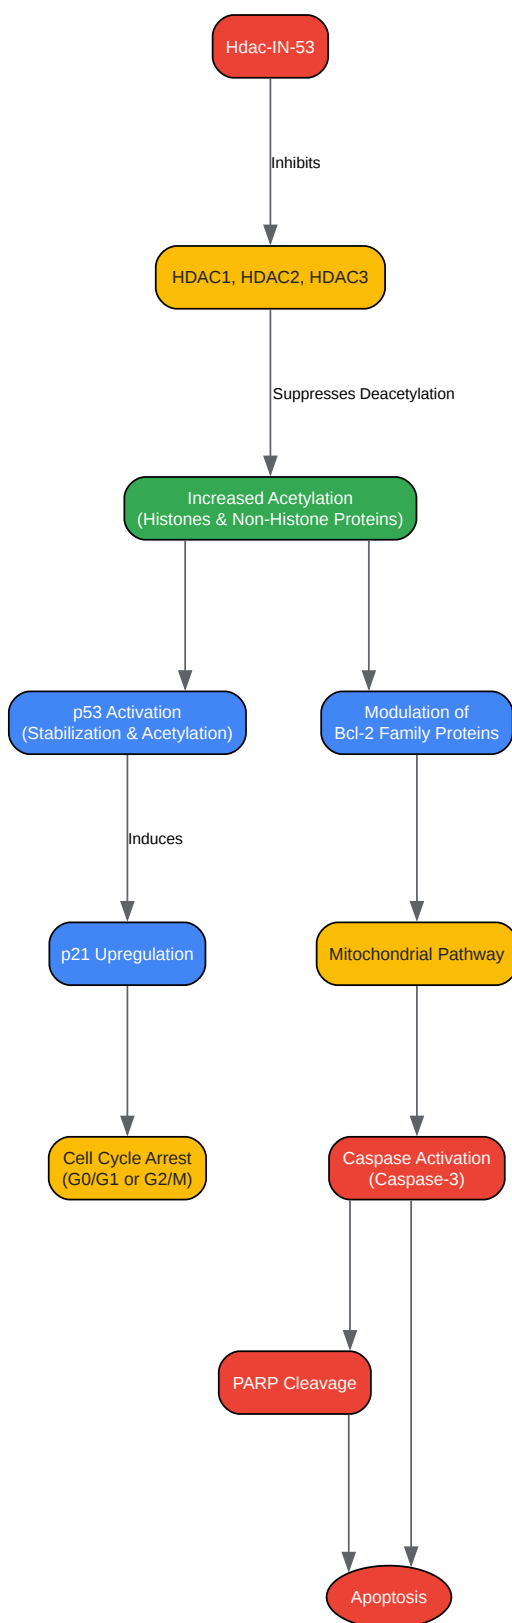 Hdac-IN-53
Inhibits
HDAC1, HDAC2, HDAC3
Suppresses Deacetylation
Increased Acetylation
(Histones & Non-Histone Proteins)
p53 Activation
(Stabilization & Acetylation)
Modulation of
Bcl-2 Family Proteins
Induces
p21 Upregulation
Mitochondrial Pathway
Cell Cycle Arrest
(G0/G1 or G2/M)
Caspase Activation
(Caspase-3)
PARP Cleavage
Apoptosis